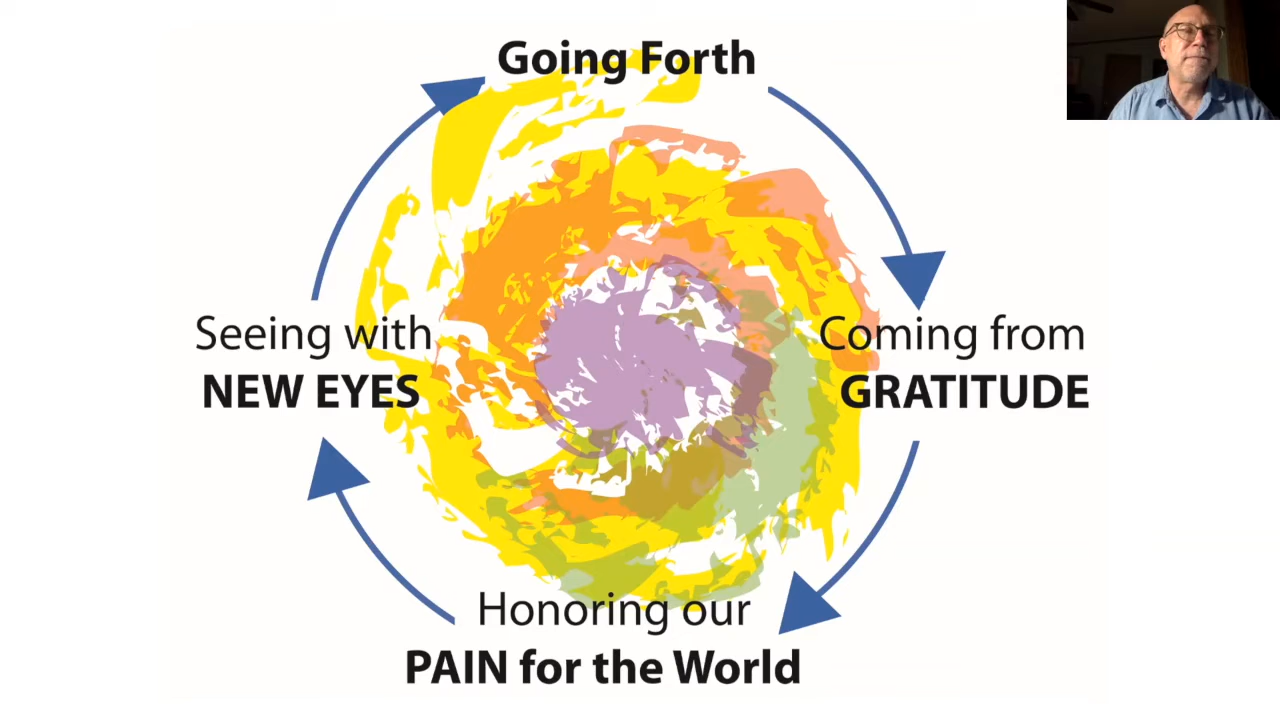 Going Forth
Seeing with
NEW EYES
Coming from
GRATITUDE
Honoring our
PAIN for the World